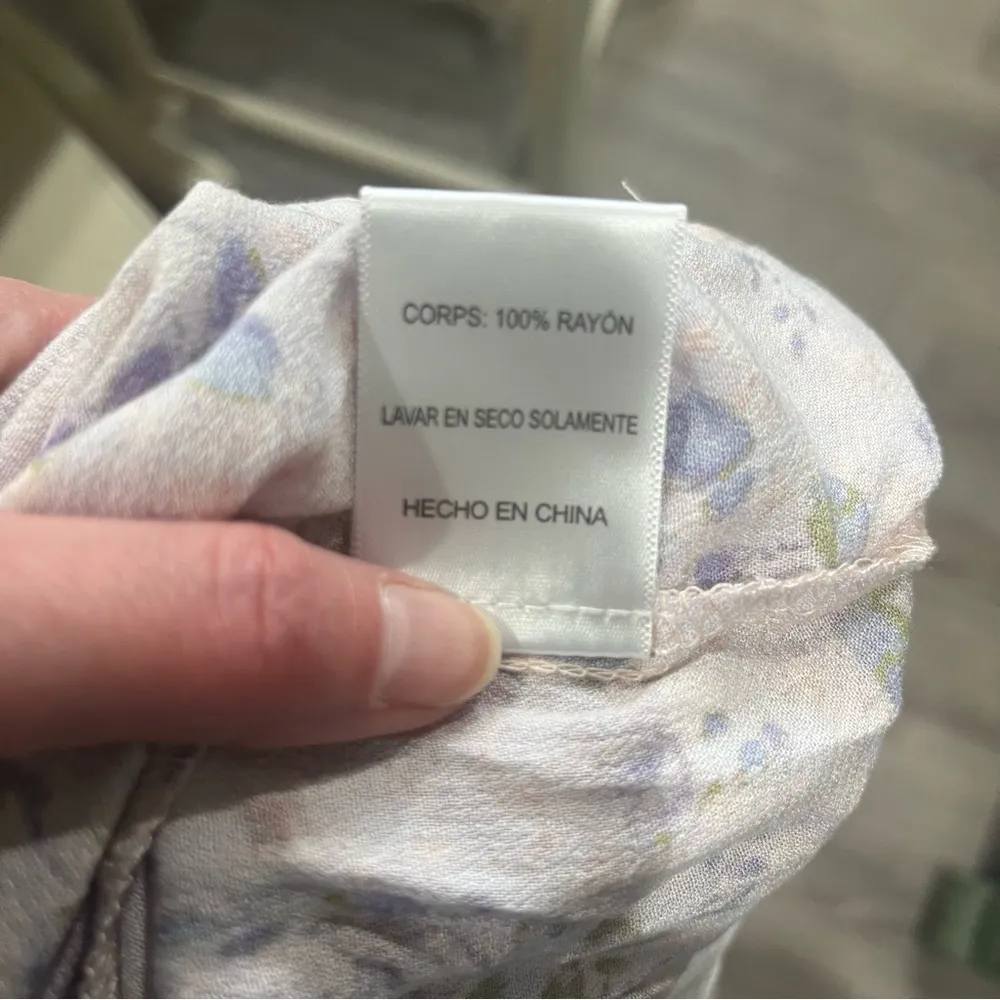 CORPS: 100% RAYÓN
LAVAR EN SECO SOLAMENTE
HECHO EN CHINA